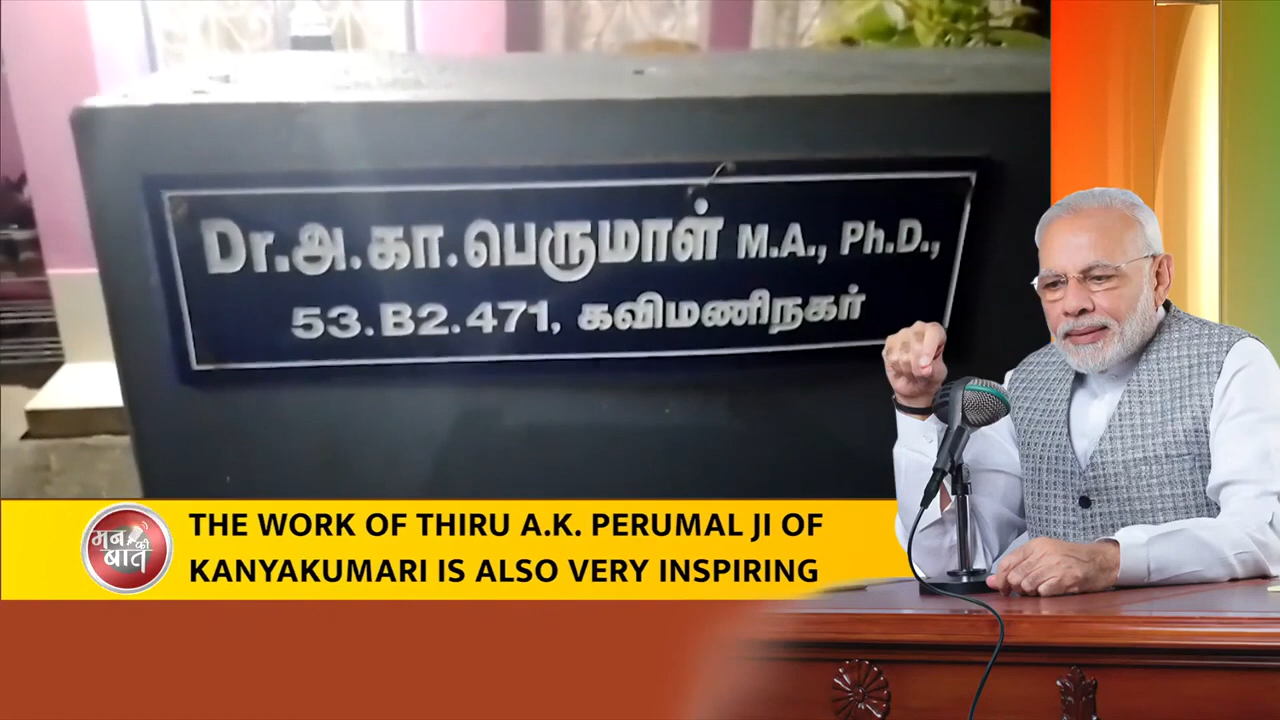 Dr.அ.கா.பெருமாள் M.A., Ph.D.,
53.B2.471, கவிமணிநகர்
मन की बात
THE WORK OF THIRU A.K. PERUMAL JI OF
KANYAKUMARI IS ALSO VERY INSPIRING